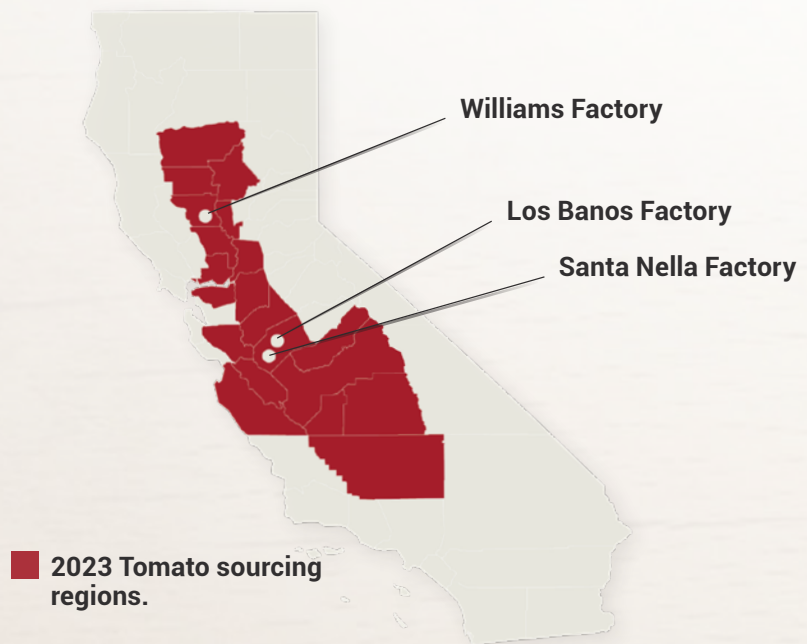 Williams Factory
Los Banos Factory
Santa Nella Factory
2023 Tomato sourcing
regions.